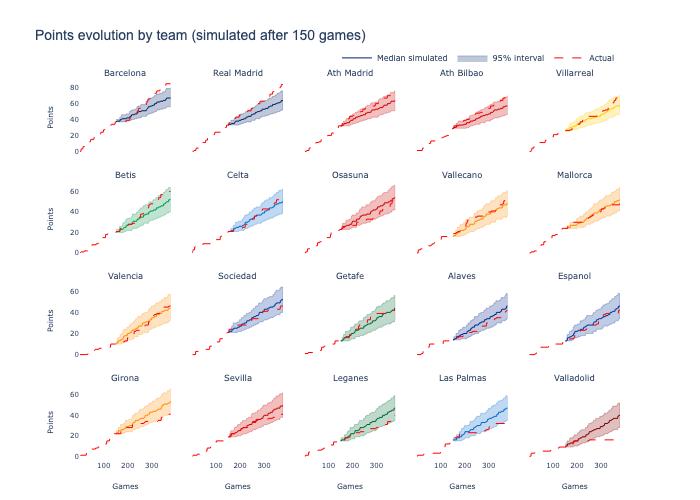 Points evolution by team (simulated after 150 games)
Median simulated 95% interval Actual
Barcelona Real Madrid Ath Madrid Ath Bilbao Villarreal
80
60
40
20
0
Points
Betis Celta Osasuna Vallecano Mallorca
60
40
20
0
Points
Valencia Sociedad Getafe Alaves Espanol
60
40
20
0
Points
Girona Sevilla Leganes Las Palmas Valladolid
60
40
20
0
Points
100 200 300 100 200 300 100 200 300 100 200 300 100 200 300
Games Games Games Games Games